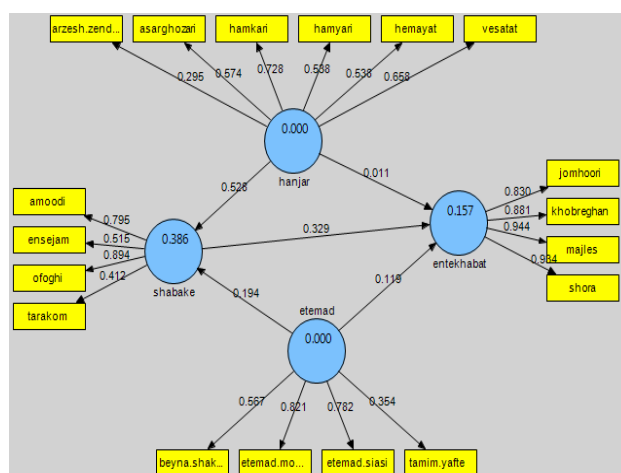 arzesh.zend...
asarghozari
hamkari
hamyari
hemayat
vesatat
0.295
0.574
0.728
0.538
0.538
0.658
0.000
hanjar
0.528
0.011
amoodi
ensejam
ofoghi
tarakom
0.795
0.515
0.894
0.412
0.386
shabake
0.329
0.157
entekhabat
0.830
0.881
0.944
0.934
jomhoori
khobreghan
majles
shora
0.194
0.119
etemad
0.000
0.567
0.821
0.782
0.354
beyna.shak...
etemad.mo...
etemad.siasi
tamim.yafte